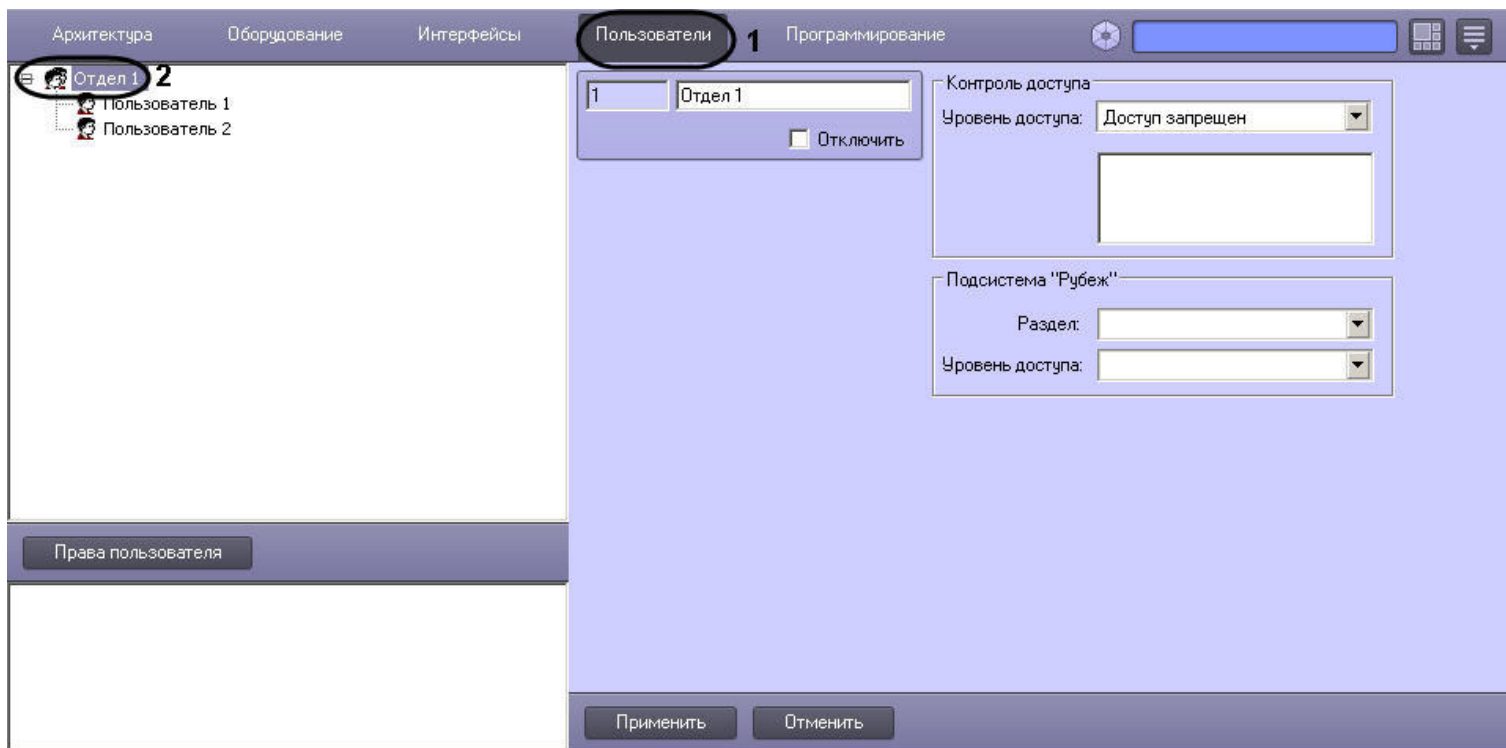 Архитектура Оборудование Интерфейсы Пользователи 1 Программирование
Отдел 1 2
Пользователь 1
Пользователь 2
1 Отдел 1
Отключить
Контроль доступа
Уровень доступа: Доступ запрещен
Подсистема "Рубеж"
Раздел:
Уровень доступа:
Права пользователя
Применить Отменить